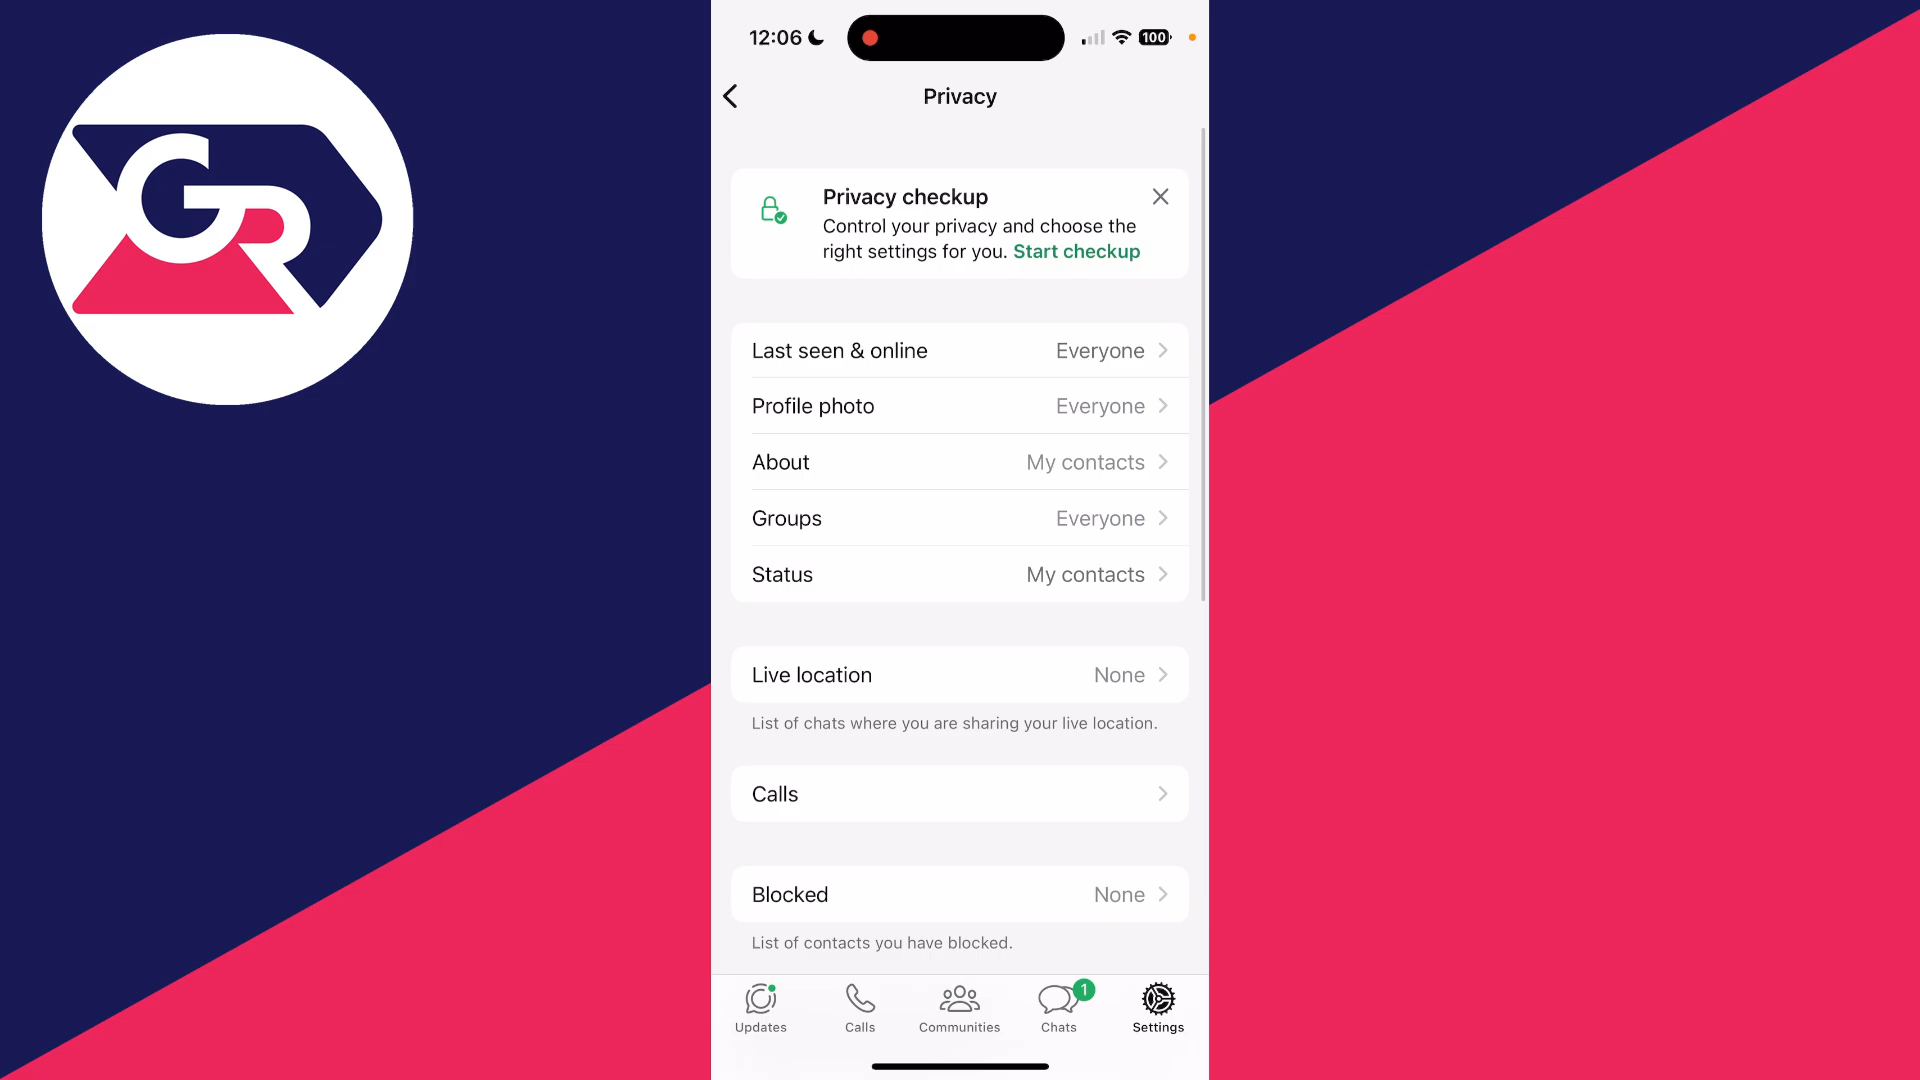 GR
12:06
100
Privacy
Privacy checkup
Control your privacy and choose the
right settings for you. Start checkup
Last seen & online Everyone
Profile photo Everyone
About My contacts
Groups Everyone
Status My contacts
Live location None
List of chats where you are sharing your live location.
Calls
Blocked None
List of contacts you have blocked.
1
Updates Calls Communities Chats Settings